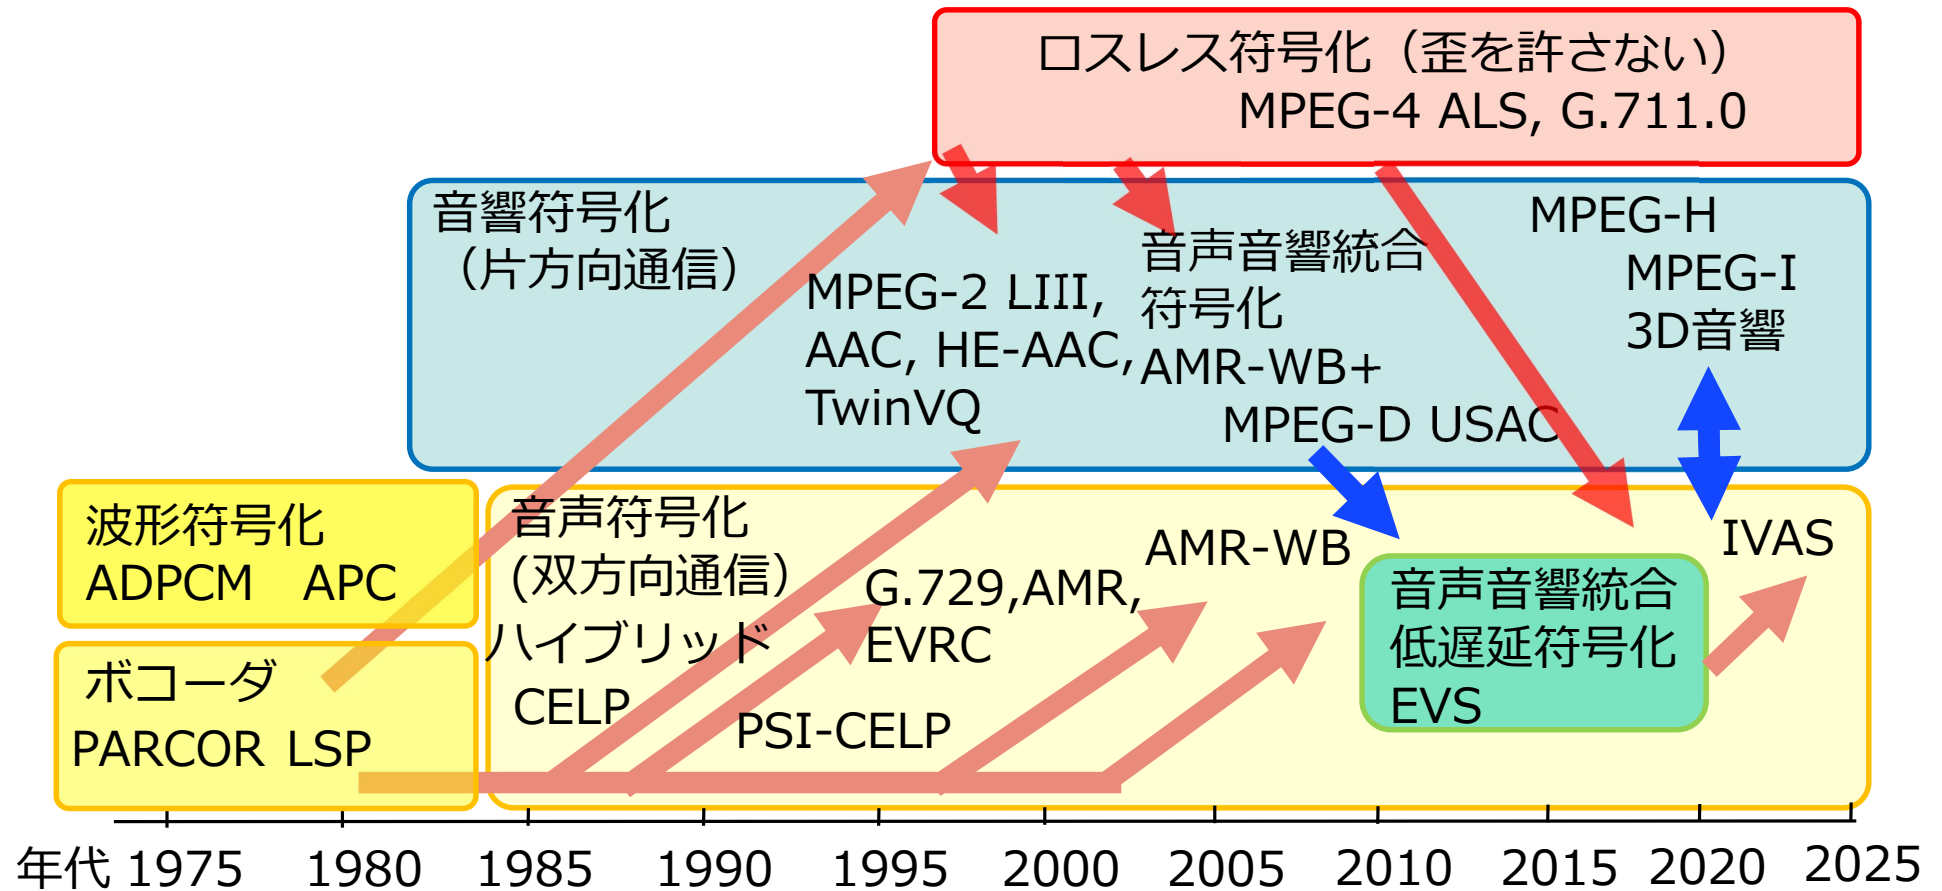 ロスレス符号化（歪を許さない）
MPEG-4 ALS, G.711.0
音響符号化
（片方向通信）
MPEG-2 LIII,
AAC, HE-AAC,
TwinVQ
音声音響統合
符号化
AMR-WB+
MPEG-D USAC
MPEG-H
MPEG-I
3D音響
波形符号化
ADPCM　APC
ボコーダ
PARCOR LSP
音声符号化
(双方向通信）
ハイブリッド
CELP
PSI-CELP
G.729,AMR,
EVRC
AMR-WB
音声音響統合
低遅延符号化
EVS
IVAS
年代 1975 1980 1985 1990 1995 2000 2005 2010 2015 2020 2025